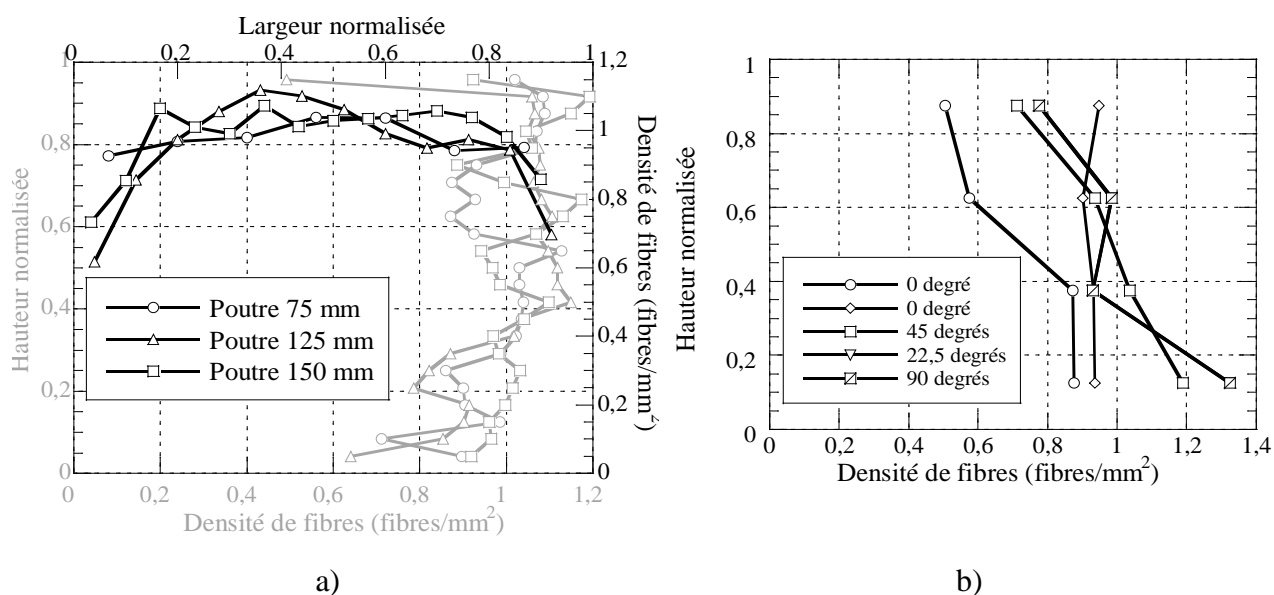 Largeur normalisée
0 0,2 0,4 0,6 0,8 1
1 0,8 0,6 0,4 0,2 0
Hauteur normalisée
1,2 1 0,8 0,6 0,4 0,2 0
Densité de fibres (fibres/mm²)
Poutre 75 mm
Poutre 125 mm
Poutre 150 mm
0 0,2 0,4 0,6 0,8 1 1,2
Densité de fibres (fibres/mm²)
a)
1 0,8 0,6 0,4 0,2 0
Hauteur normalisée
0 degré
0 degré
45 degrés
22,5 degrés
90 degrés
0 0,2 0,4 0,6 0,8 1 1,2 1,4
Densité de fibres (fibres/mm²)
b)